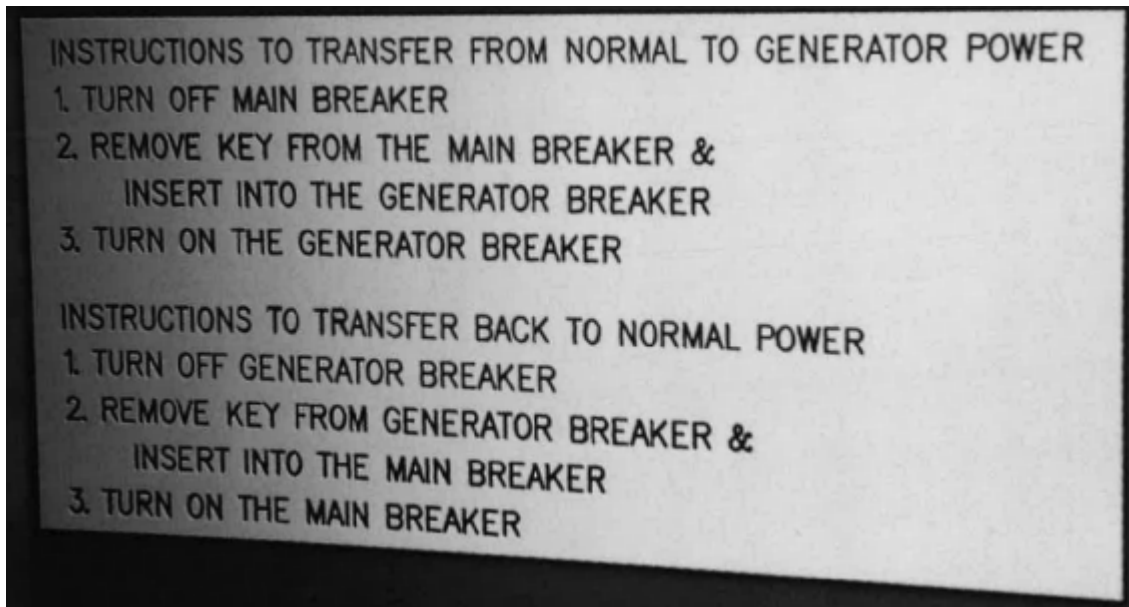 INSTRUCTIONS TO TRANSFER FROM NORMAL TO GENERATOR POWER
1. TURN OFF MAIN BREAKER
2. REMOVE KEY FROM THE MAIN BREAKER &
INSERT INTO THE GENERATOR BREAKER
3. TURN ON THE GENERATOR BREAKER
INSTRUCTIONS TO TRANSFER BACK TO NORMAL POWER
1. TURN OFF GENERATOR BREAKER
2. REMOVE KEY FROM GENERATOR BREAKER &
INSERT INTO THE MAIN BREAKER
3. TURN ON THE MAIN BREAKER